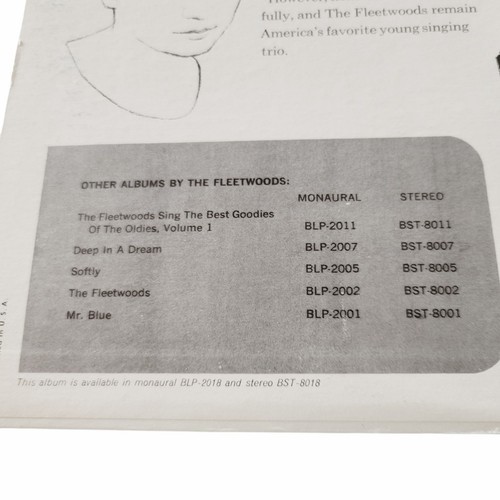 fully, and The Fleetwoods remain
America's favorite young singing
trio.
OTHER ALBUMS BY THE FLEETWOODS:
MONAURAL STEREO
The Fleetwoods Sing The Best Goodies
Of The Oldies, Volume 1 BLP-2011 BST-8011
Deep In A Dream BLP-2007 BST-8007
Softly BLP-2005 BST-8005
The Fleetwoods BLP-2002 BST-8002
Mr. Blue BLP-2001 BST-8001
This album is available in monaural BLP-2018 and stereo BST-8018
U.S.A.